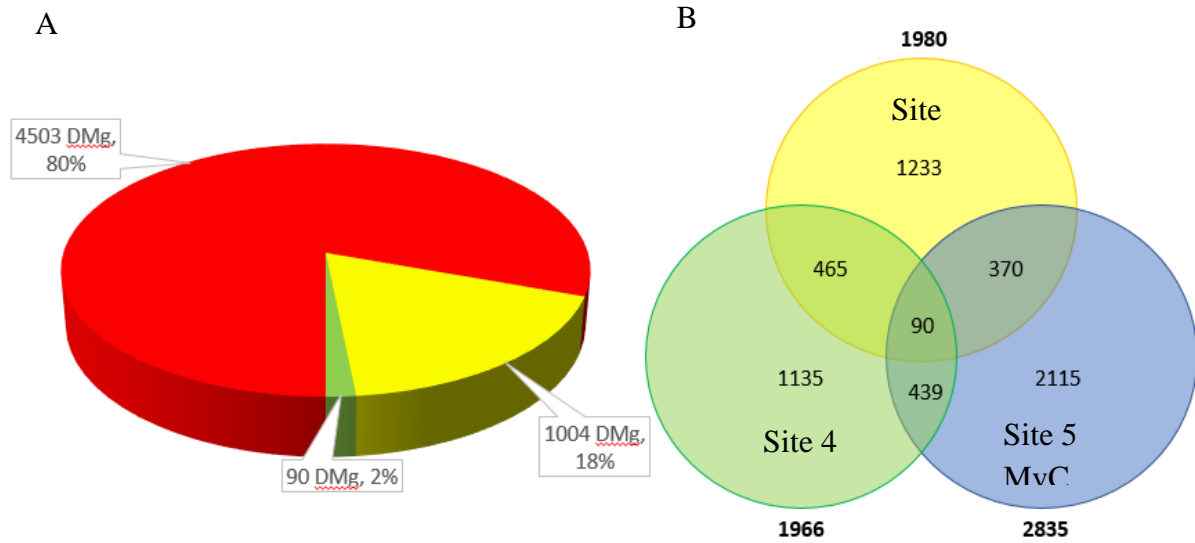 A
4503 DMg,
80%
1004 DMg,
18%
90 DMg, 2%
B
1980
Site
1233
465
370
90
1135
439
2115
Site 4
Site 5
MvC
1966
2835